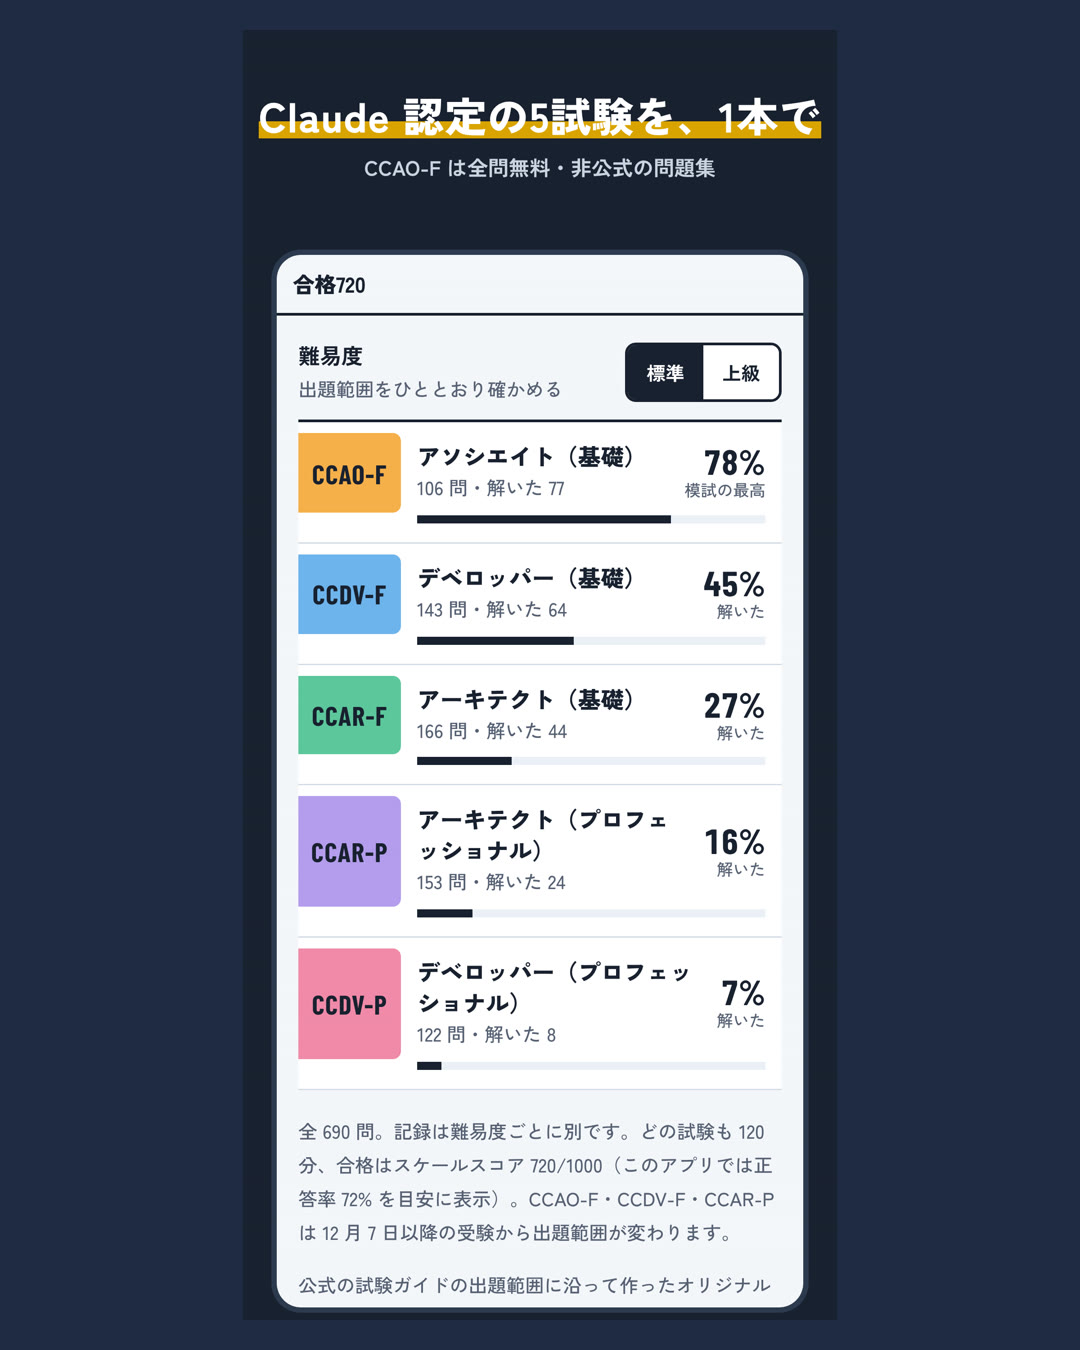 Claude 認定の5試験を、1本で
CCAO-F は全問無料・非公式の問題集
合格720
難易度
出題範囲をひととおり確かめる
標準
上級
CCAO-F
アソシエイト（基礎）
106 問・解いた 77
78%
模試の最高
CCDV-F
デベロッパー（基礎）
143 問・解いた 64
45%
解いた
CCAR-F
アーキテクト（基礎）
166 問・解いた 44
27%
解いた
CCAR-P
アーキテクト（プロフェ
ッショナル）
153 問・解いた 24
16%
解いた
CCDV-P
デベロッパー（プロフェッ
ショナル）
122 問・解いた 8
7%
解いた
全 690 問。記録は難易度ごとに別です。どの試験も 120
分、合格はスケールスコア 720/1000（このアプリでは正
答率 72% を目安に表示）。CCAO-F・CCDV-F・CCAR-P
は 12 月 7 日以降の受験から出題範囲が変わります。
公式の試験ガイドの出題範囲に沿って作ったオリジナル